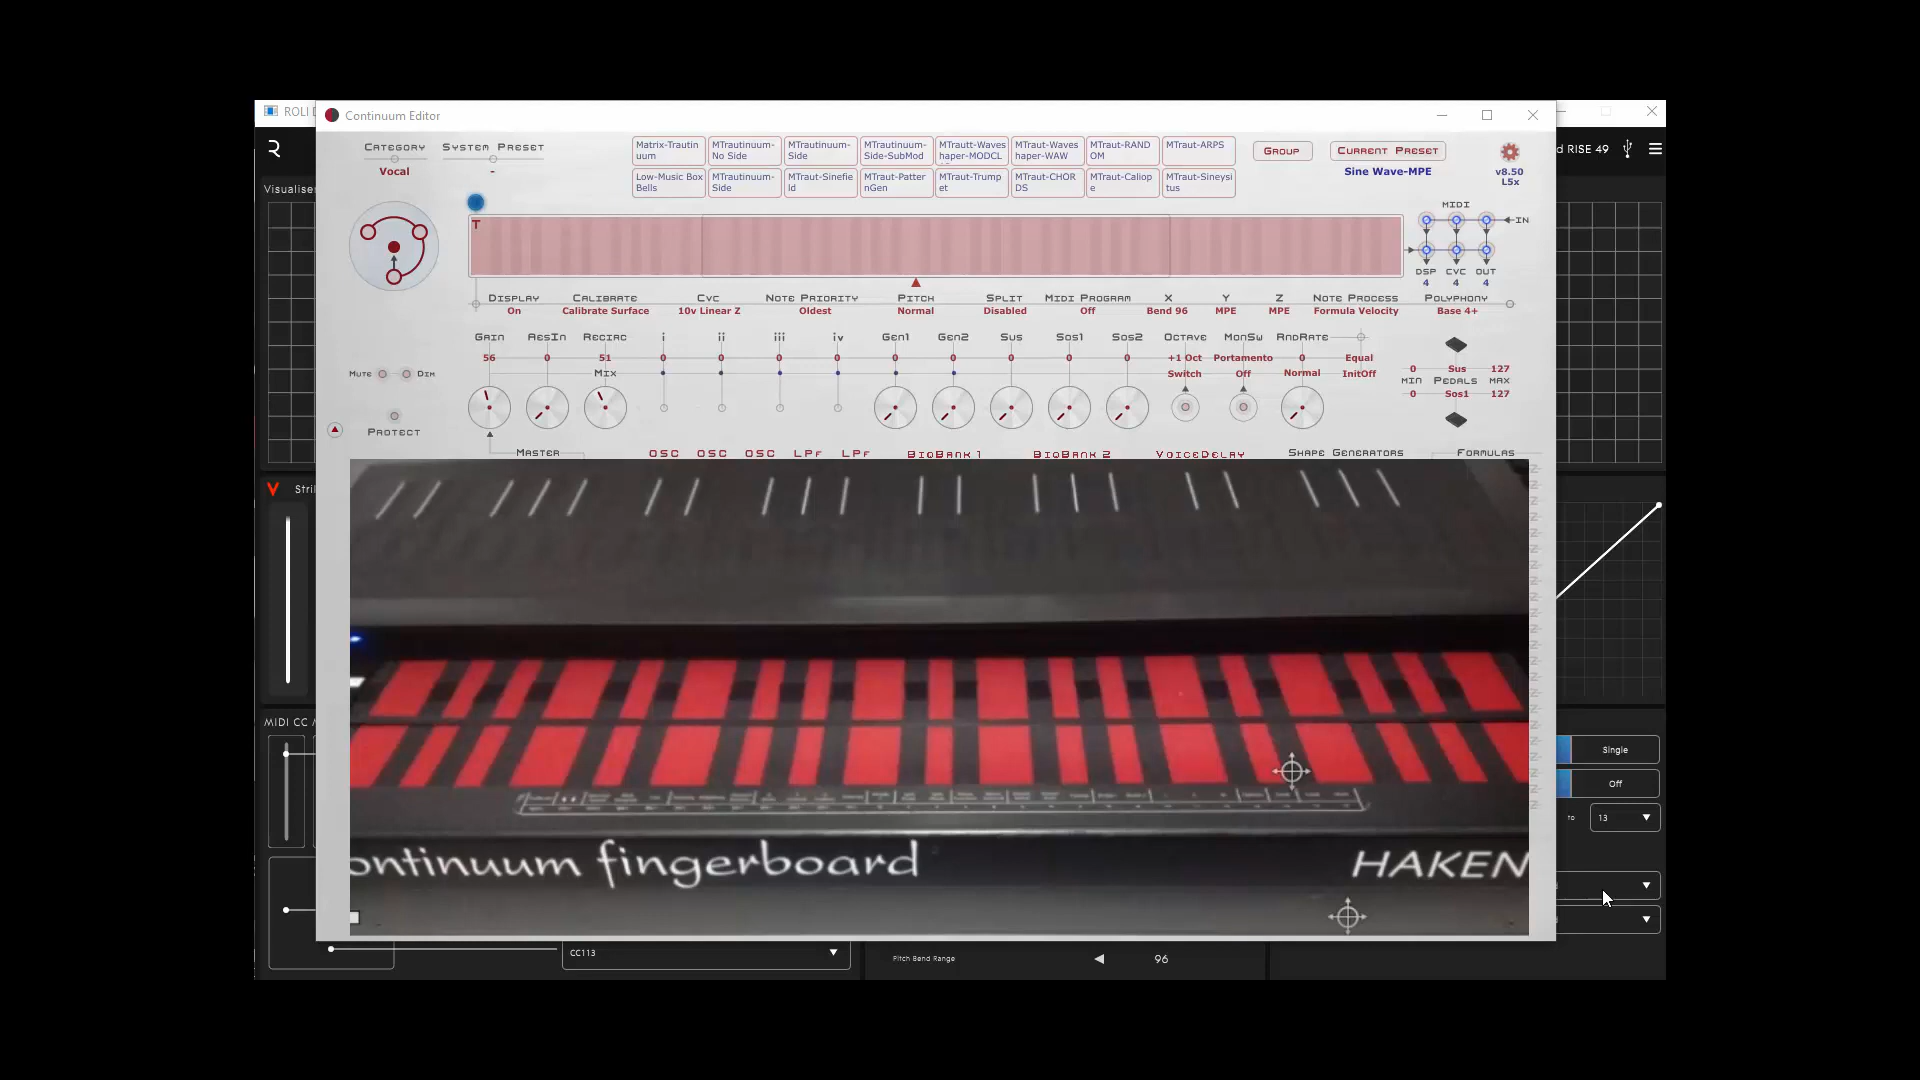 ROLI
Continuum Editor
Category
System Preset
Vocal
-
Matrix-Trautin
uum
MTrautinuum-
No Side
MTrautinuum-
Side
MTrautinuum-
Side-SubMod
MTrautt-Waves
haper-MODCL
MTraut-Waves
haper-WAW
MTraut-RAND
OM
MTraut-ARPS
Low-Music Box
Bells
MTrautinuum-
Side
MTraut-Sinefie
ld
MTraut-Patter
nGen
MTraut-Trump
et
MTraut-CHOR
DS
MTraut-Caliop
e
MTraut-Sineysi
tus
Group
Current Preset
Sine Wave-MPE
v8.50
L5x
d RISE 49
Visualiser
T
MIDI
IN
DSP CVC OUT
4 4 4
Display Calibrate Cvc Note Priority Pitch Split Midi Program X Y Z Note Process Polyphony
On Calibrate Surface 10v Linear Z Oldest Normal Disabled Off Bend 96 MPE MPE Formula Velocity Base 4+
Gain ResIn Recirc i ii iii iv Gen1 Gen2 Sus Sos1 Sos2 Octave MonSw RndRate
56 0 51 0 0 0 0 0 0 0 0 0 +1 Oct Portamento 0 Equal
Mix Switch Off Normal InitOff
Mute Dim
0 Sus 127
Min Pedals Max
0 Sos1 127
Protect
Master OSC OSC OSC LPF LPF BioBank 1 BioBank 2 VoiceDelay Shape Generators Formulas
MIDI CC
Single
Off
to 13
ontinuum fingerboard
HAKEN
CC113
Pitch Bend Range
96